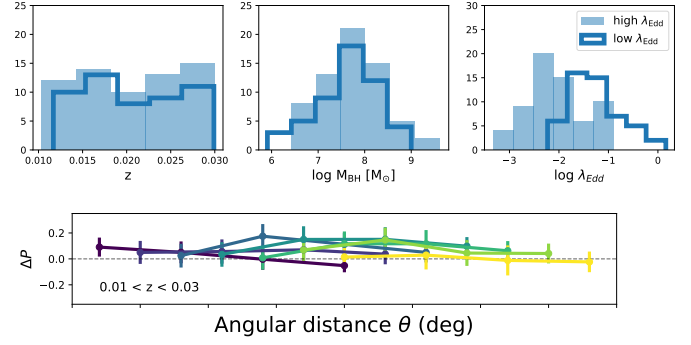 25
20
15
10
5
0
0.010 0.015 0.020 0.025 0.030
z
25
20
15
10
5
0
6 7 8 9
log M_BH [M_⊙]
30
25
20
15
10
5
0
−3 −2 −1 0
log λ_Edd
high λ_Edd
low λ_Edd
0.2
0.0
−0.2
ΔP
0.01 < z < 0.03
Angular distance θ (deg)